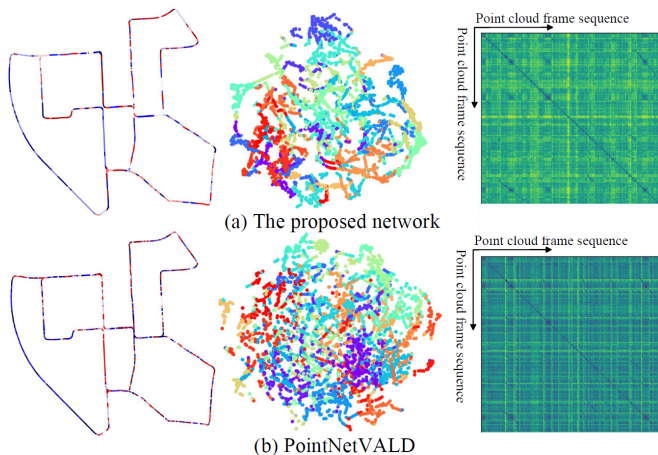 Point cloud frame sequence
Point cloud frame sequence
(a) The proposed network
Point cloud frame sequence
Point cloud frame sequence
(b) PointNetVALD